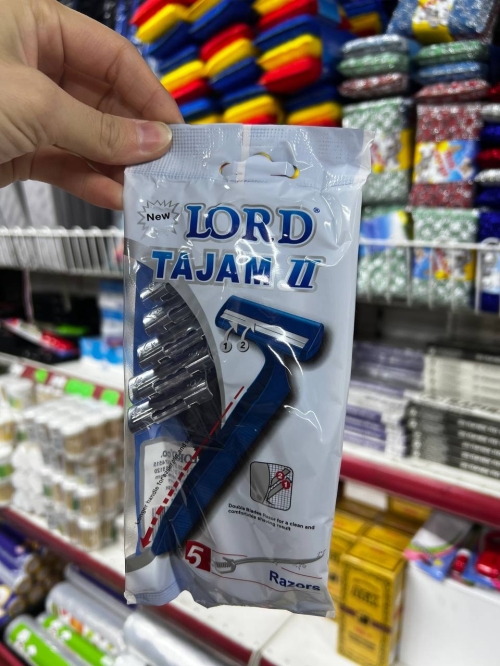 New
LORD®
TAJAM II
1 2
Double Blades Razor for a clean and
comfortable shaving result
5
Razors